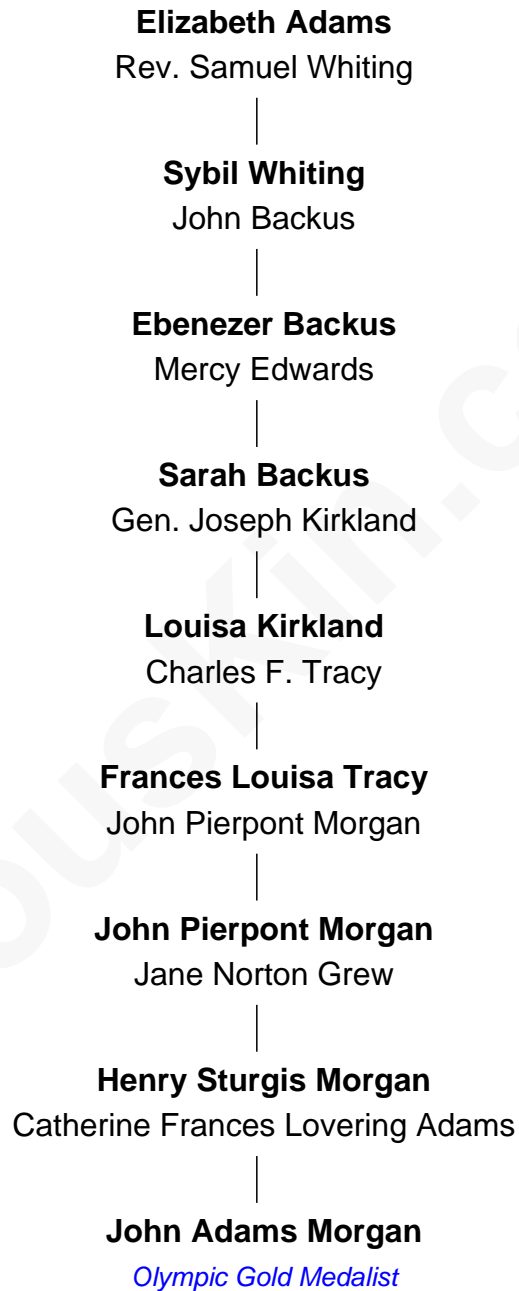 Elizabeth Adams
Rev. Samuel Whiting
Sybil Whiting
John Backus
Ebenezer Backus
Mercy Edwards
Sarah Backus
Gen. Joseph Kirkland
Louisa Kirkland
Charles F. Tracy
Frances Louisa Tracy
John Pierpont Morgan
John Pierpont Morgan
Jane Norton Grew
Henry Sturgis Morgan
Catherine Frances Lovering Adams
John Adams Morgan
Olympic Gold Medalist